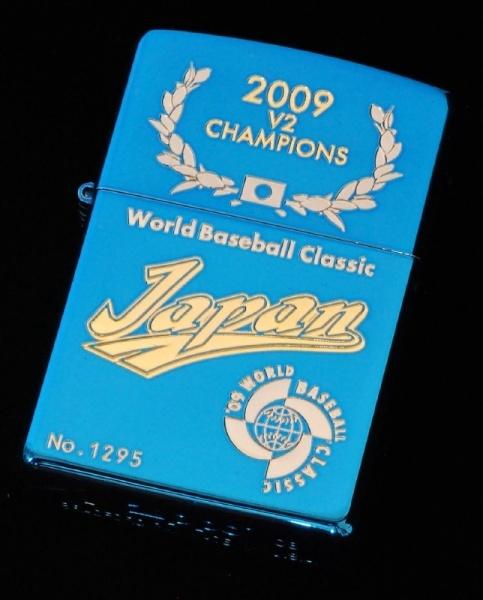 2009
V2
CHAMPIONS
World Baseball Classic
Japan
'09 WORLD BASEBALL CLASSIC
No.1295